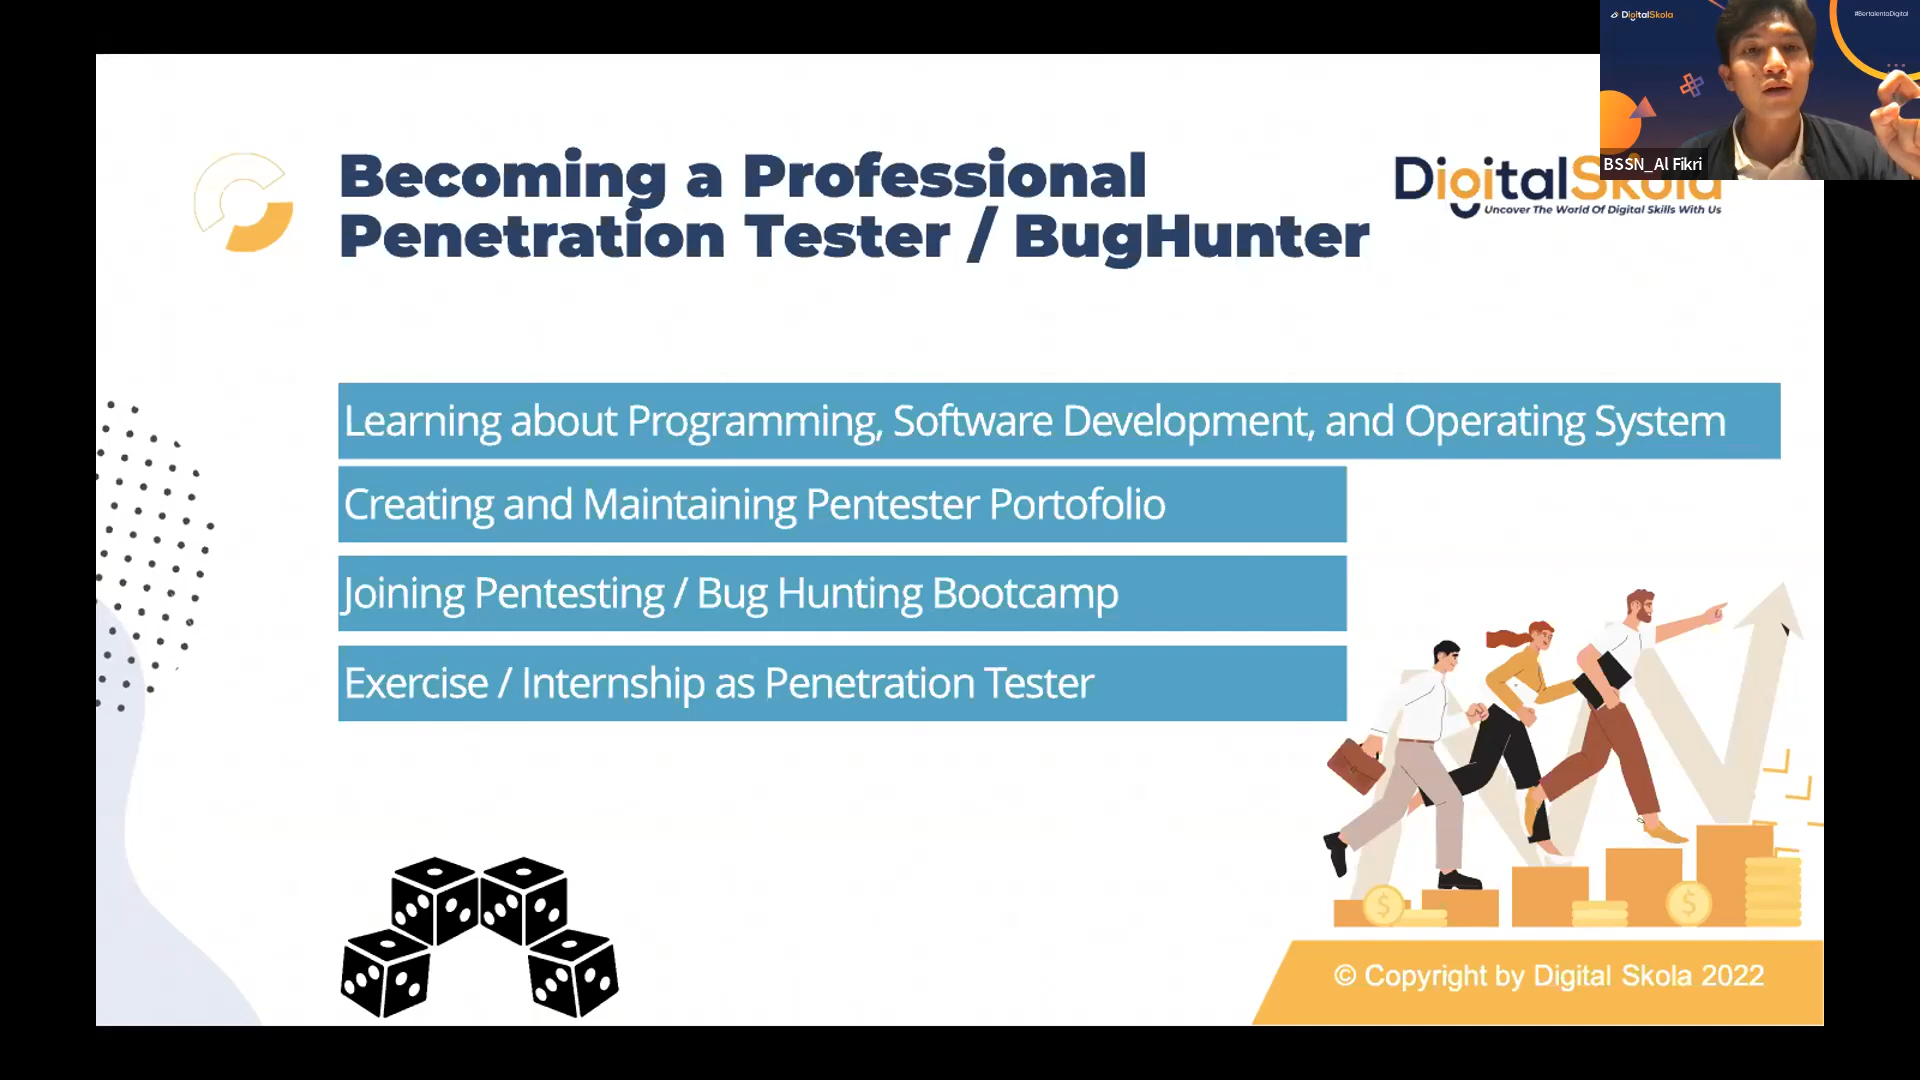 DigitalSkola
#BertalentaDigital
BSSN_Al Fikri
Becoming a Professional
Penetration Tester / BugHunter
DigitalSkola
Uncover The World Of Digital Skills With Us
Learning about Programming, Software Development, and Operating System
Creating and Maintaining Pentester Portofolio
Joining Pentesting / Bug Hunting Bootcamp
Exercise / Internship as Penetration Tester
$
$
© Copyright by Digital Skola 2022